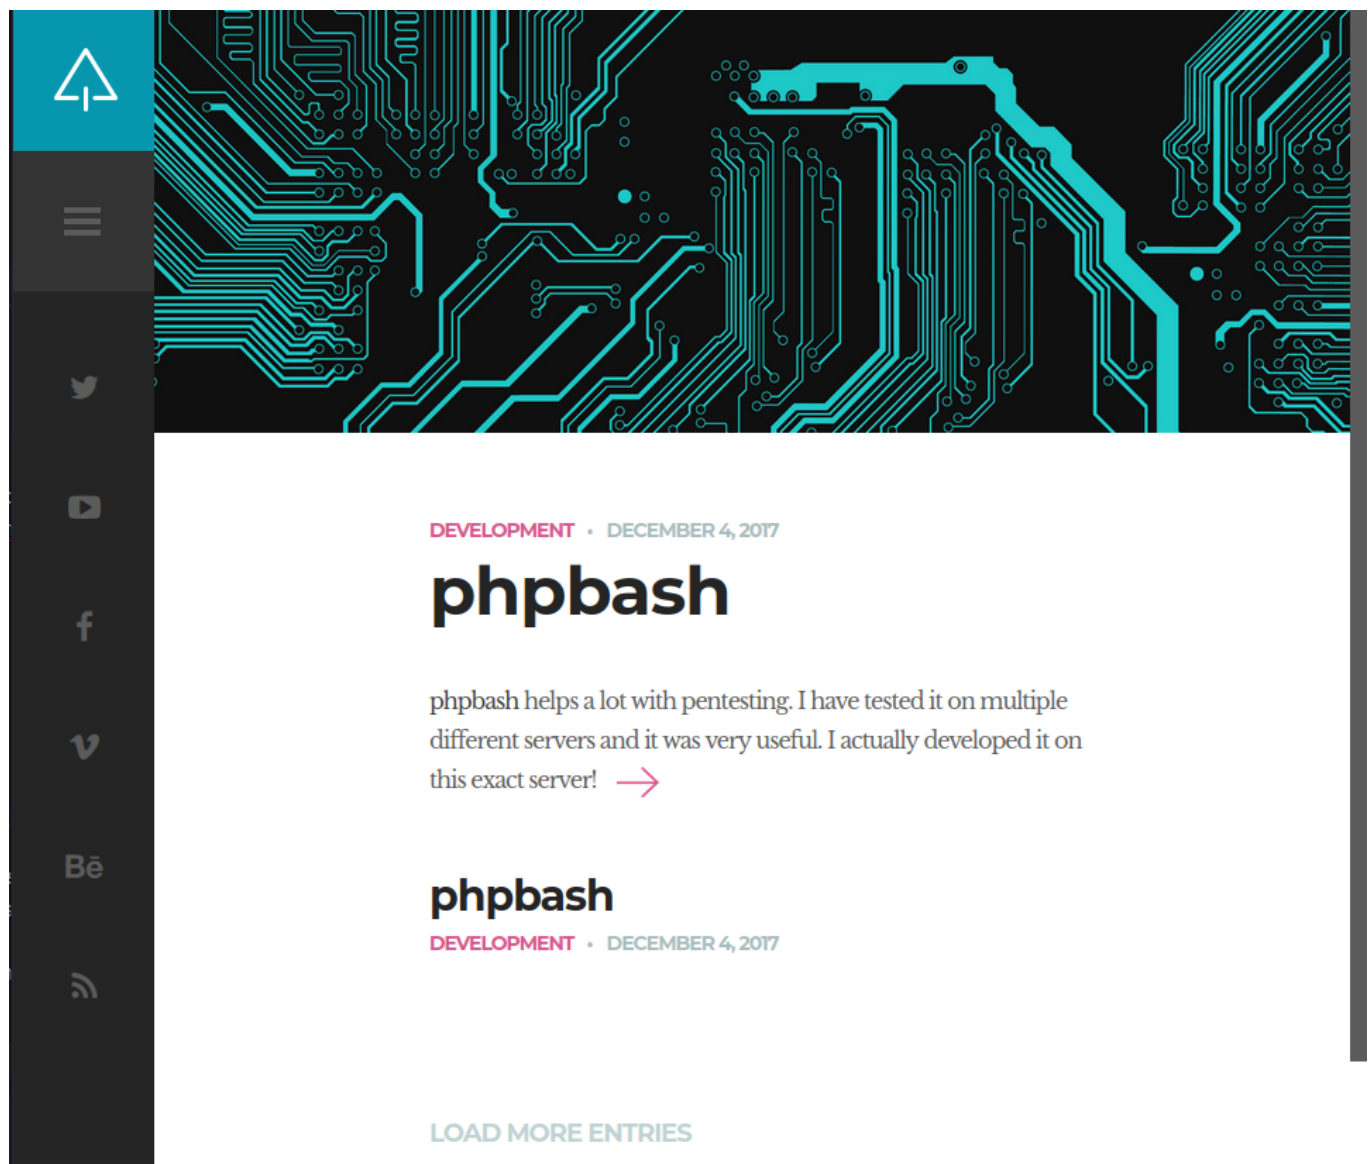 DEVELOPMENT • DECEMBER 4, 2017
phpbash
phpbash helps a lot with pentesting. I have tested it on multiple
different servers and it was very useful. I actually developed it on
this exact server!
phpbash
DEVELOPMENT • DECEMBER 4, 2017
LOAD MORE ENTRIES